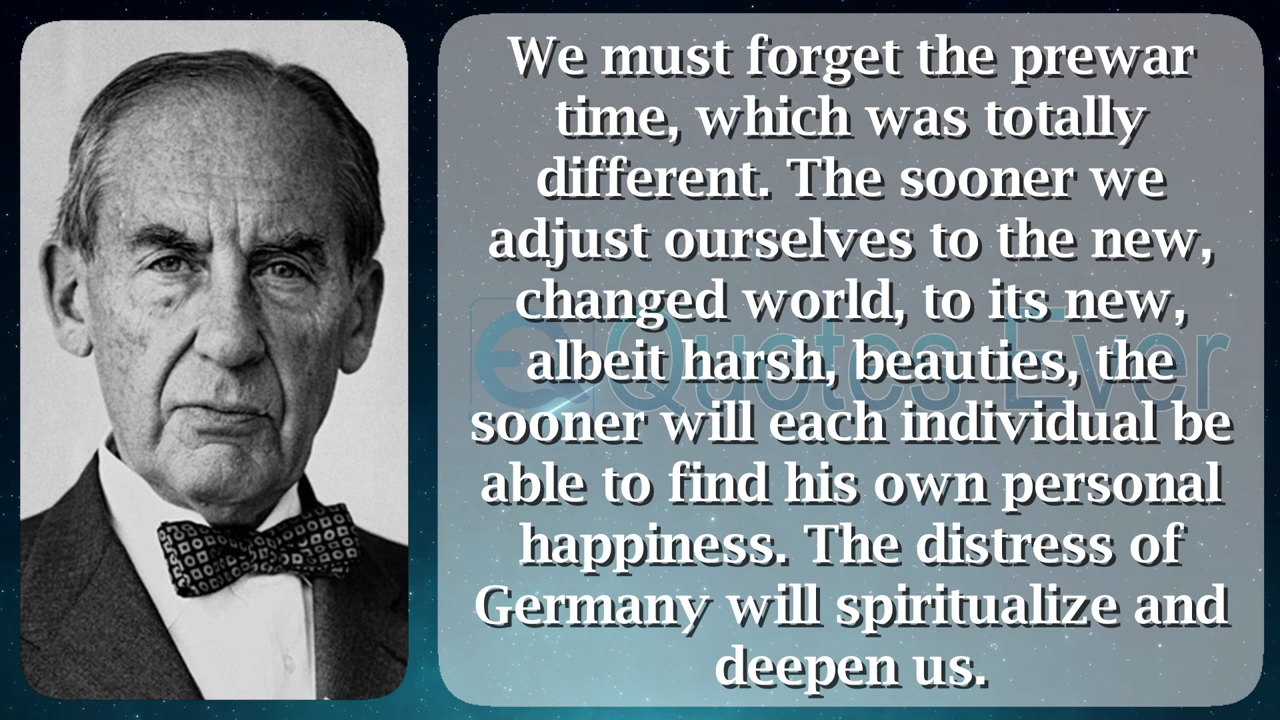 We must forget the prewar
time, which was totally
different. The sooner we
adjust ourselves to the new,
changed world, to its new,
albeit harsh, beauties, the
sooner will each individual be
able to find his own personal
happiness. The distress of
Germany will spiritualize and
deepen us.
Quotes Ever